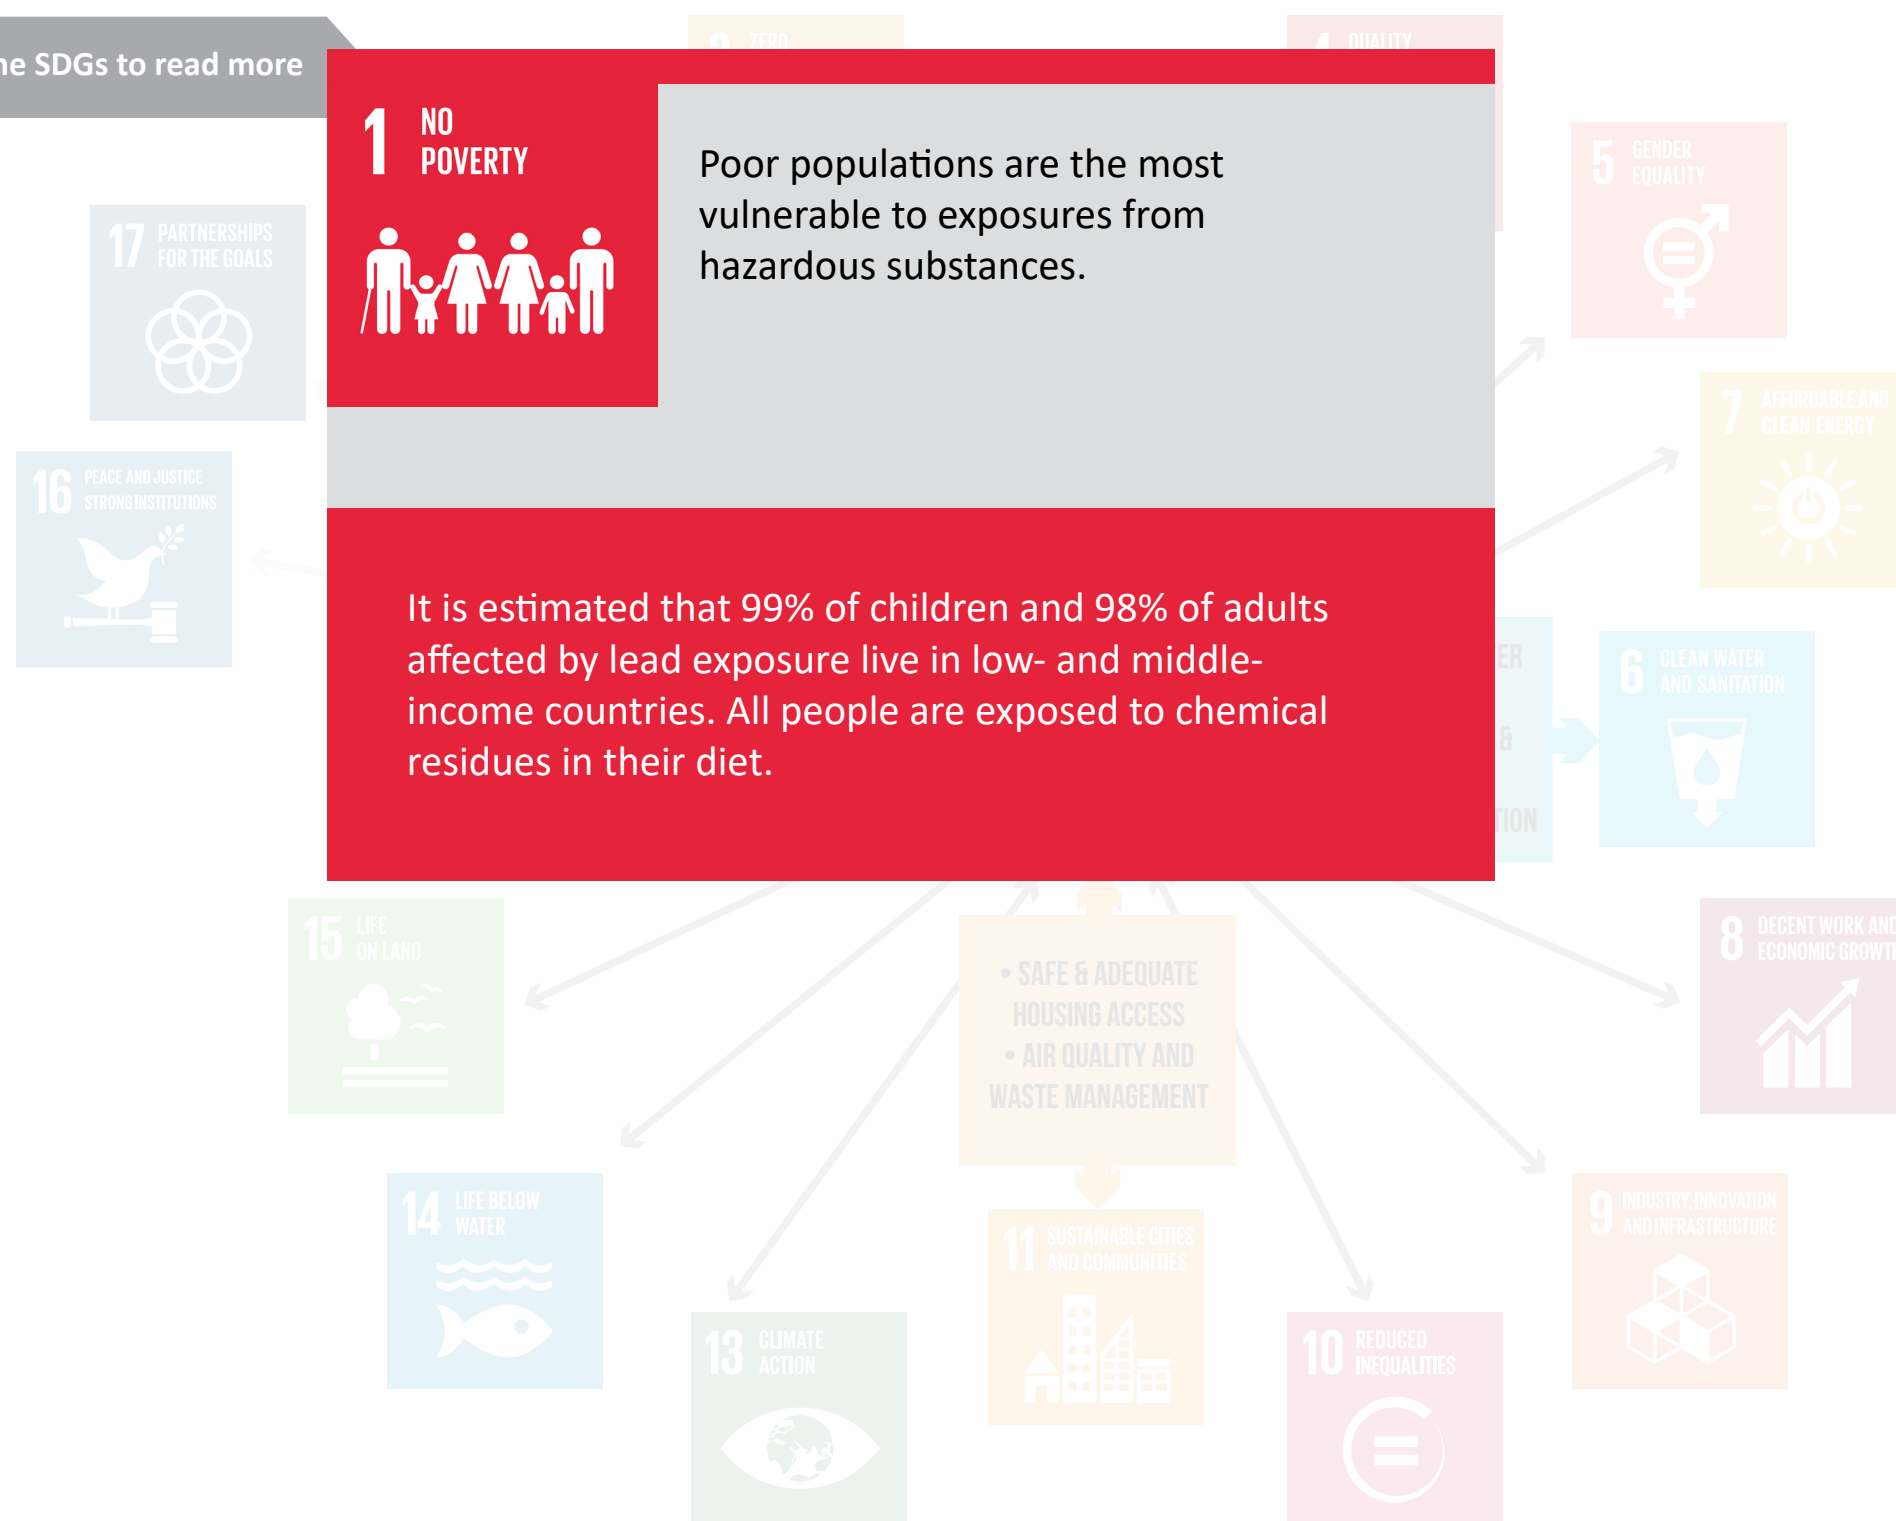 he SDGs to read more
ZERO
4 QUALITY
1 NO
POVERTY
Poor populations are the most
vulnerable to exposures from
hazardous substances.
5 GENDER
EQUALITY
17 PARTNERSHIPS
FOR THE GOALS
7 AFFORDABLE AND
CLEAN ENERGY
16 PEACE AND JUSTICE
STRONG INSTITUTIONS
It is estimated that 99% of children and 98% of adults
affected by lead exposure live in low- and middle-
income countries. All people are exposed to chemical
residues in their diet.
ER
&
TION
6 CLEAN WATER
AND SANITATION
15 LIFE
ON LAND
8 DECENT WORK AND
ECONOMIC GROWTH
• SAFE & ADEQUATE
HOUSING ACCESS
• AIR QUALITY AND
WASTE MANAGEMENT
14 LIFE BELOW
WATER
11 SUSTAINABLE CITIES
AND COMMUNITIES
9 INDUSTRY, INNOVATION
AND INFRASTRUCTURE
13 CLIMATE
ACTION
10 REDUCED
INEQUALITIES